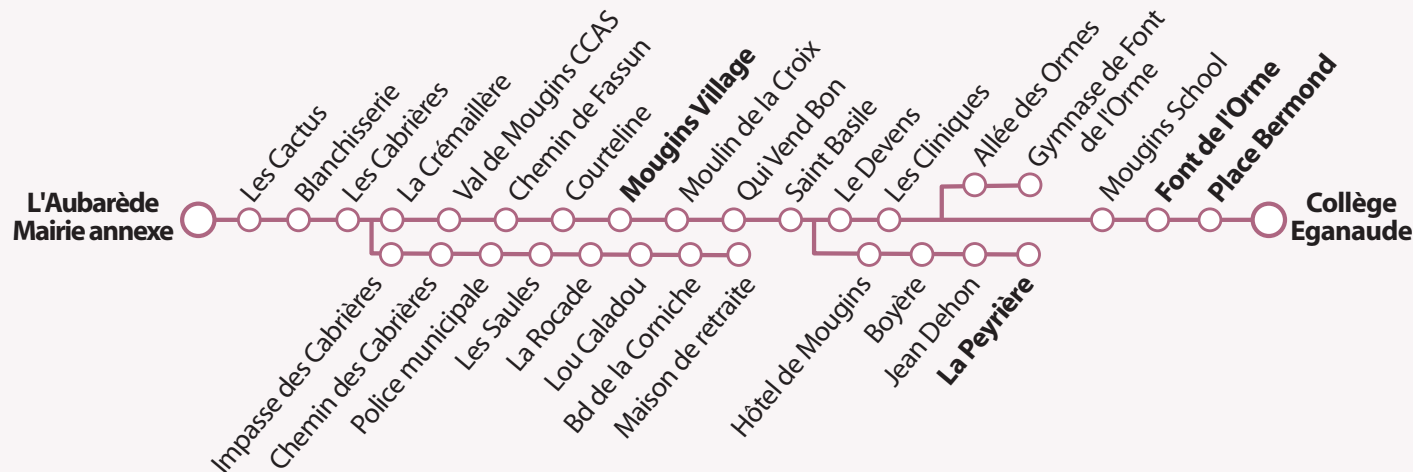 L'Aubarède
Mairie annexe
Les Cactus
Blanchisserie
Les Cabrières
La Crémaillère
Val de Mougins CCAS
Chemin de Fassun
Courteline
Mougins Village
Moulin de la Croix
Qui Vend Bon
Saint Basile
Le Devens
Les Cliniques
Allée des Ormes
Gymnase de Font
de l'Orme
Mougins School
Font de l'Orme
Place Bermond
Collège
Eganaude
Impasse des Cabrières
Chemin des Cabrières
Police municipale
Les Saules
La Rocade
Lou Caladou
Bd de la Corniche
Maison de retraite
Hôtel de Mougins
Boyère
Jean Dehon
La Peyrière